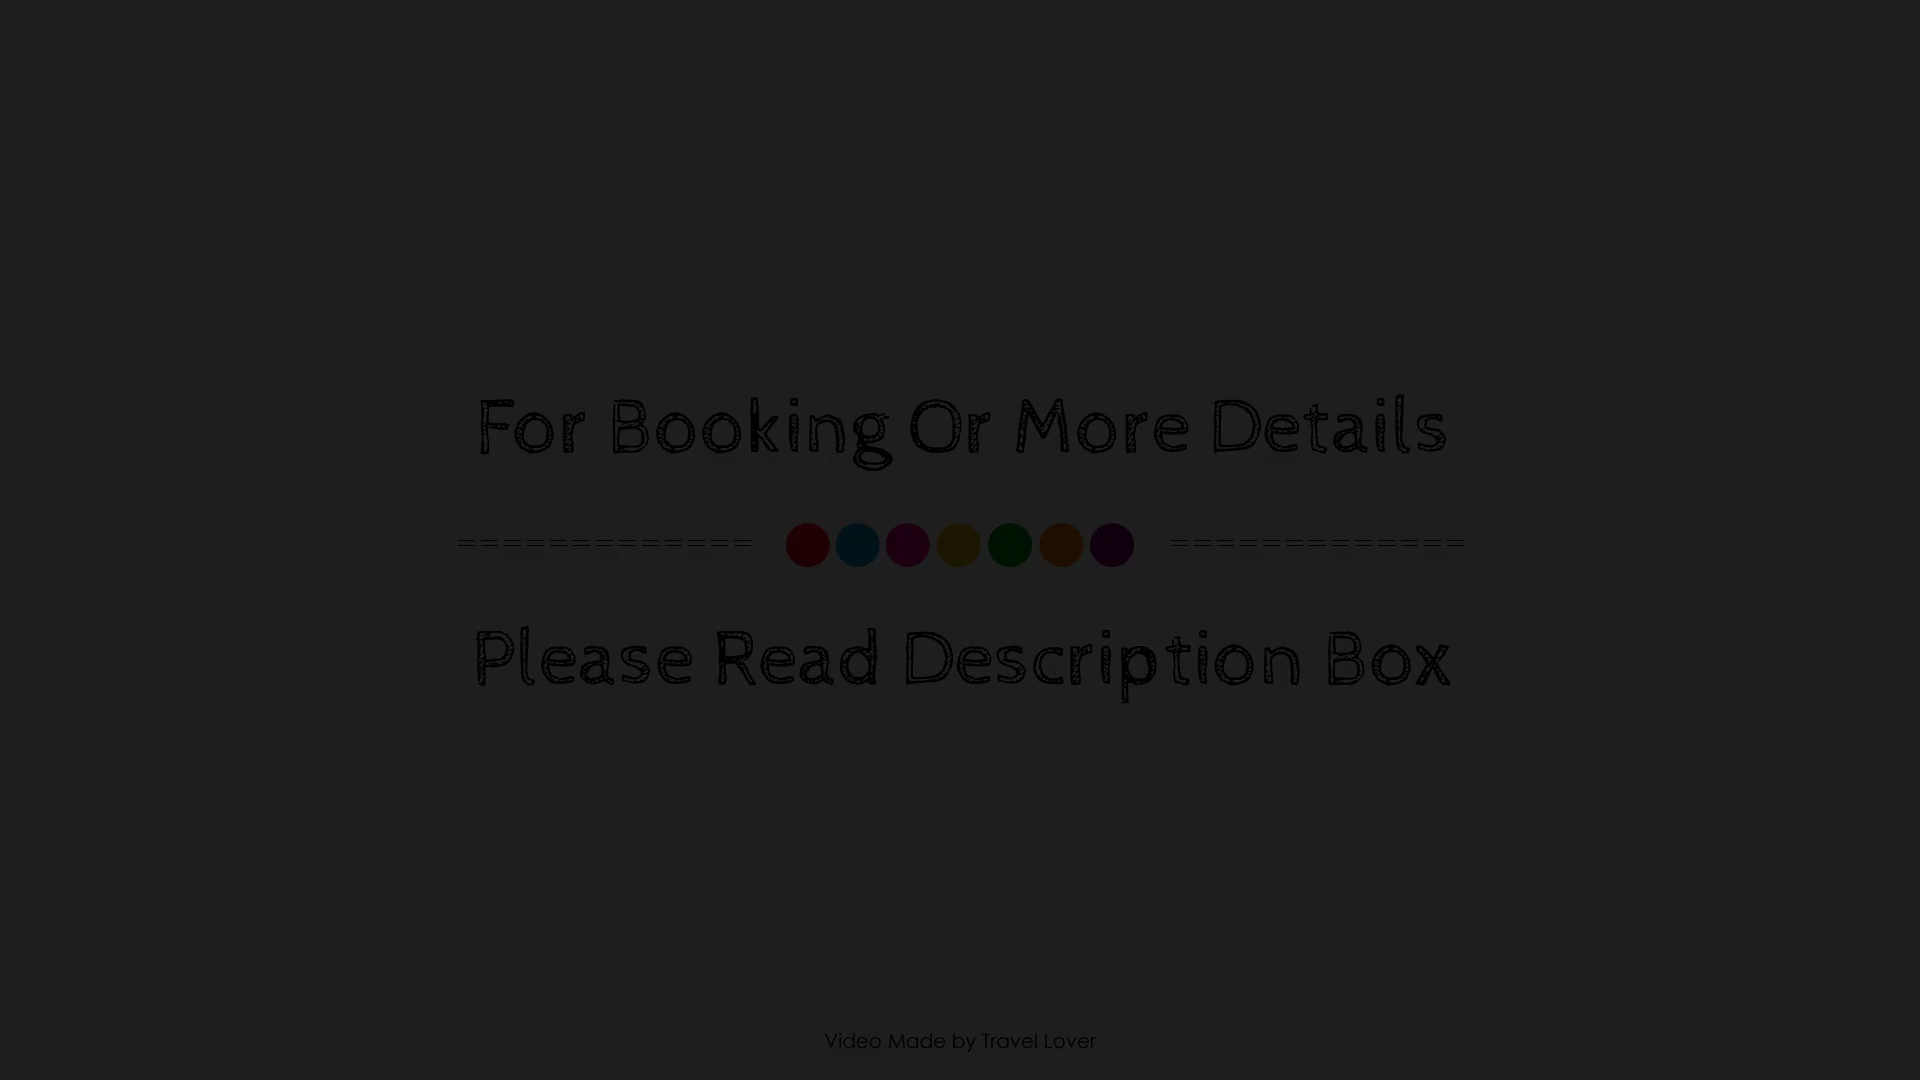 For Booking Or More Details
============= =============
Please Read Description Box
Video Made by Travel Lover